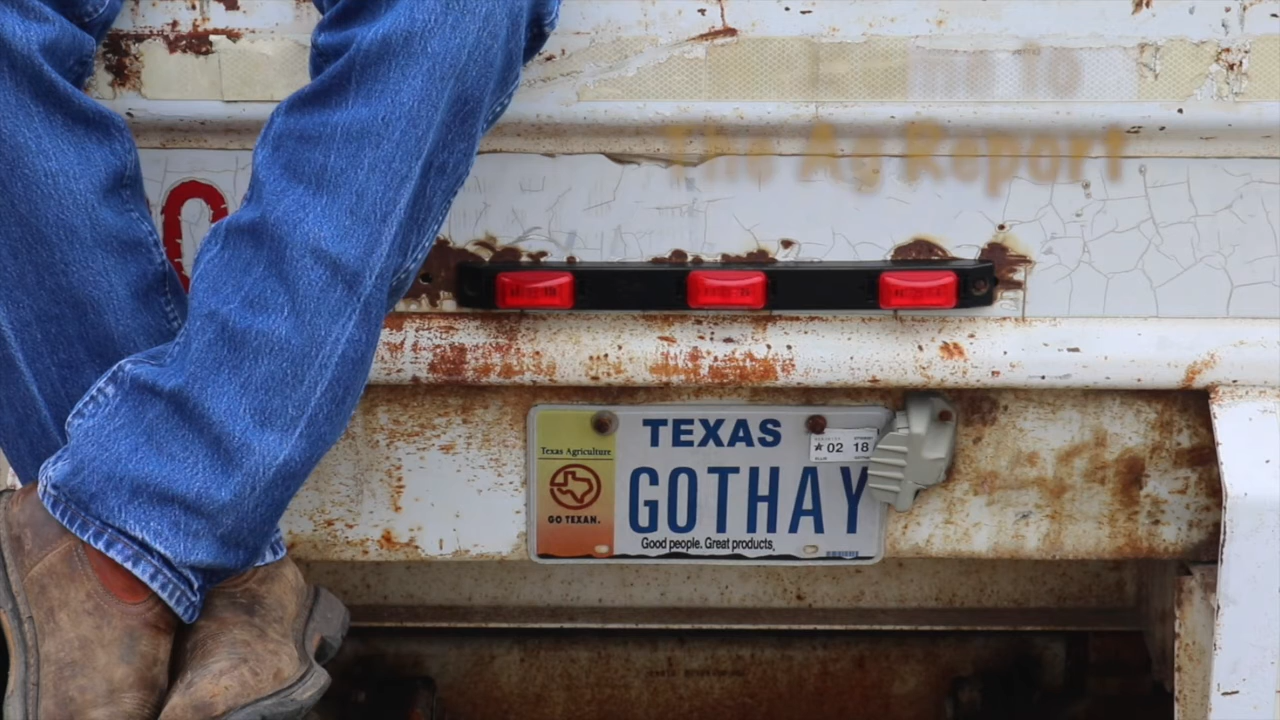 The Ag Report
TEXAS
02 18
Texas Agriculture
GOTHAY
GO TEXAN.
Good people. Great products.